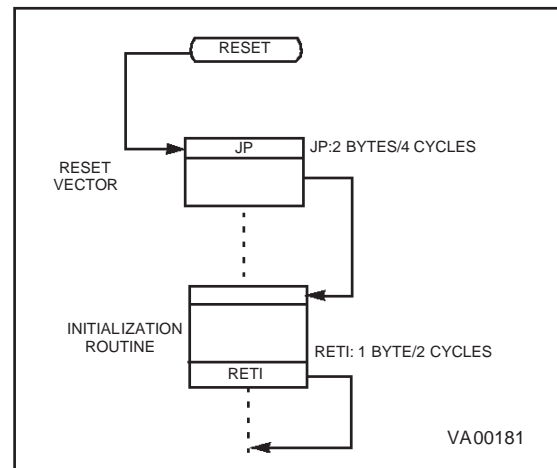 RESET
JP
JP:2 BYTES/4 CYCLES
RESET
VECTOR
INITIALIZATION
ROUTINE
RETI: 1 BYTE/2 CYCLES
RETI
VA00181